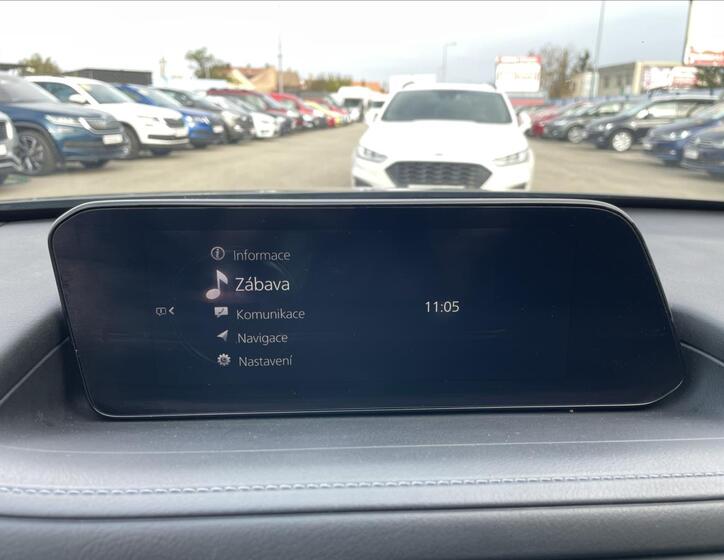 Informace
Zábava
Komunikace
Navigace
Nastavení
11:05